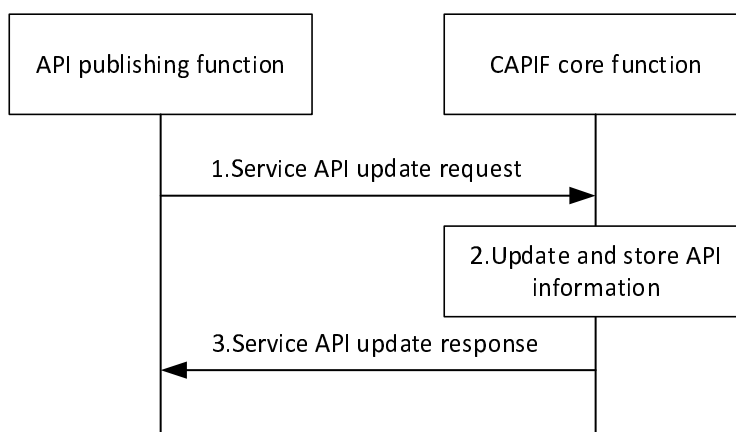 API publishing function
CAPIF core function
1.Service API update request
2.Update and store API
information
3.Service API update response